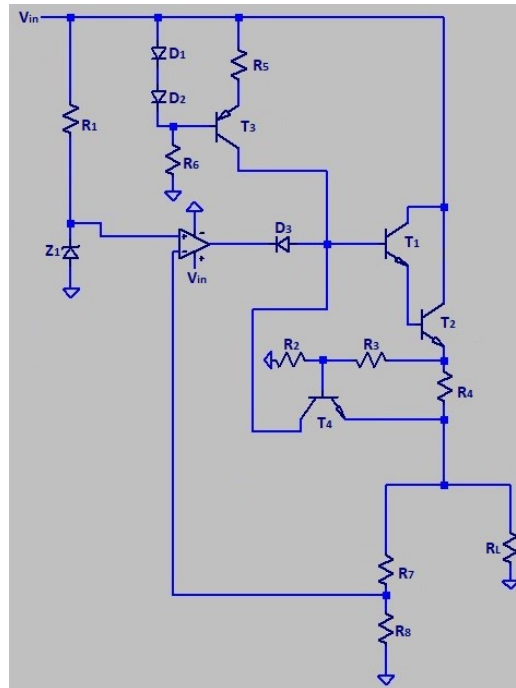 Vin
D1
R5
D2
R1
T3
R6
-
Z1
+
D3
T1
-
Vin
+
T2
R2
R3
R4
T4
R7
RL
R8